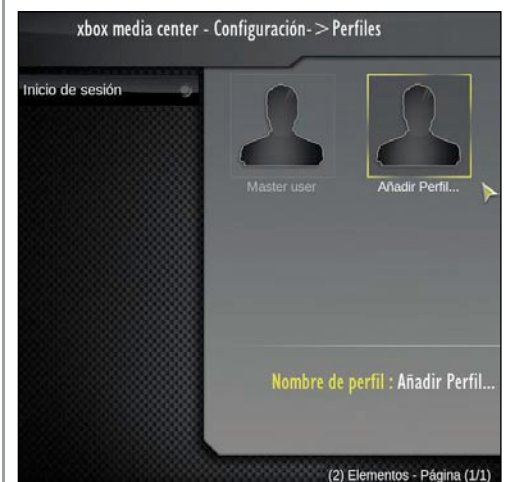 xbox media center - Configuración->Perfiles
Inicio de sesión
Master user
Añadir Perfil...
Nombre de perfil : Añadir Perfil...
(2) Elementos - Página (1/1)